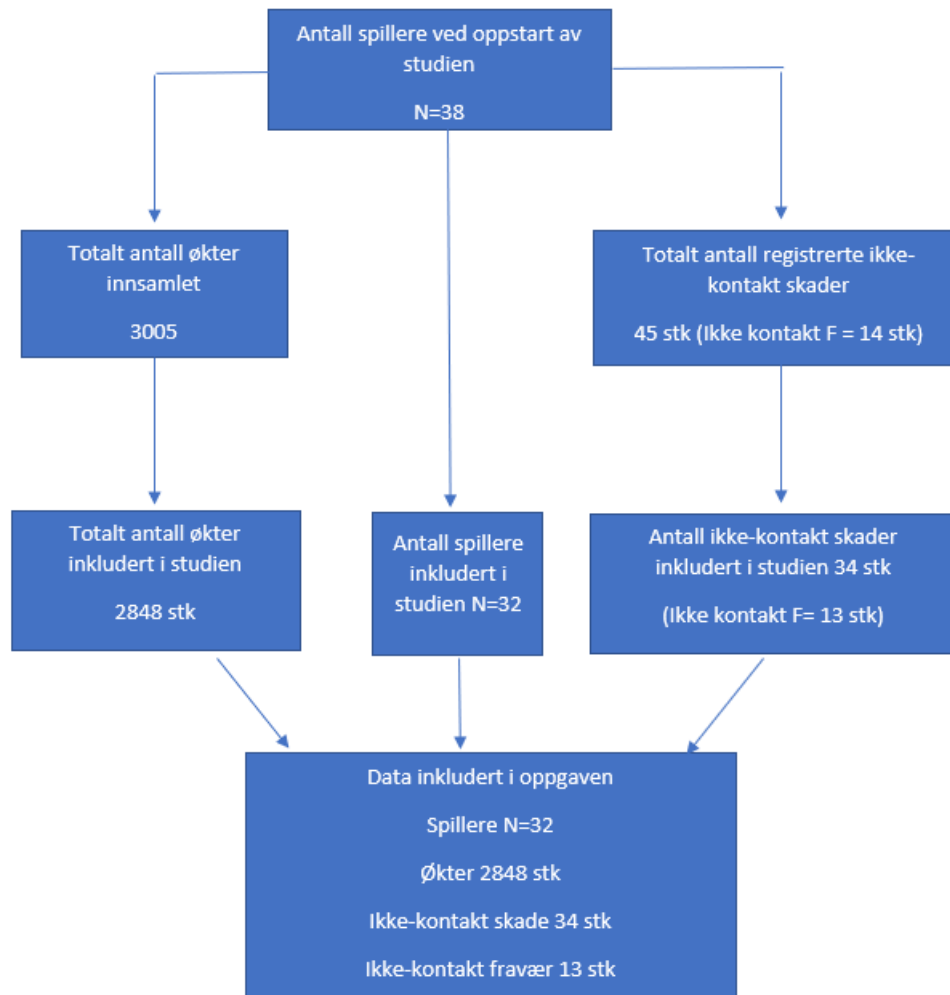 Antall spillere ved oppstart av
studien
N=38
Totalt antall økter
innsamlet
3005
Totalt antall registrerte ikke-
kontakt skader
45 stk (Ikke kontakt F = 14 stk)
Totalt antall økter
inkludert i studien
2848 stk
Antall spillere
inkludert i
studien N=32
Antall ikke-kontakt skader
inkludert i studien 34 stk
(Ikke kontakt F= 13 stk)
Data inkludert i oppgaven
Spillere N=32
Økter 2848 stk
Ikke-kontakt skade 34 stk
Ikke-kontakt fravær 13 stk